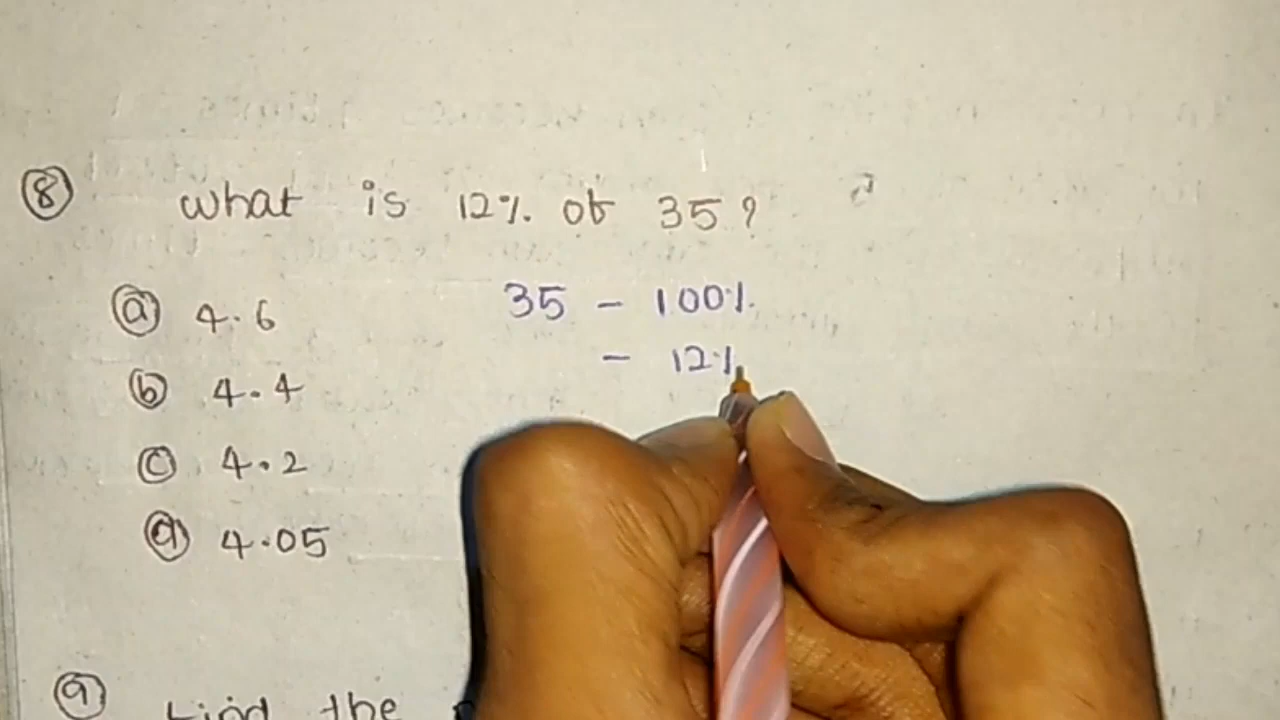 ⑧ What is 12% of 35?
35 - 100%
- 12%
ⓐ 4.6
ⓑ 4.4
ⓒ 4.2
ⓓ 4.05
⑨ Find the